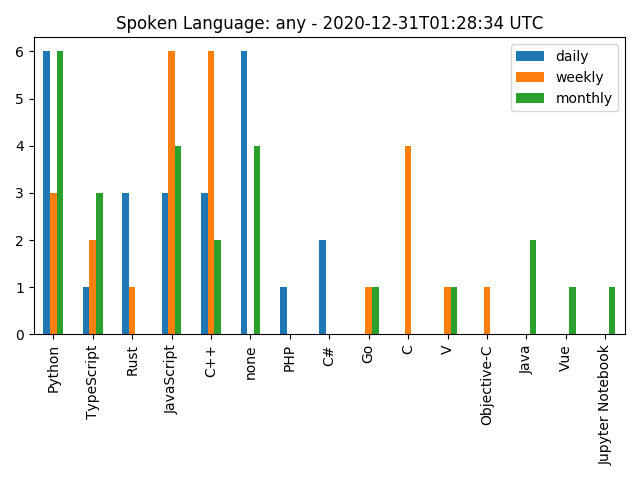 Spoken Language: any - 2020-12-31T01:28:34 UTC
daily
weekly
monthly
6
5
4
3
2
1
0
Python
TypeScript
Rust
JavaScript
C++
none
PHP
C#
Go
C
V
Objective-C
Java
Vue
Jupyter Notebook